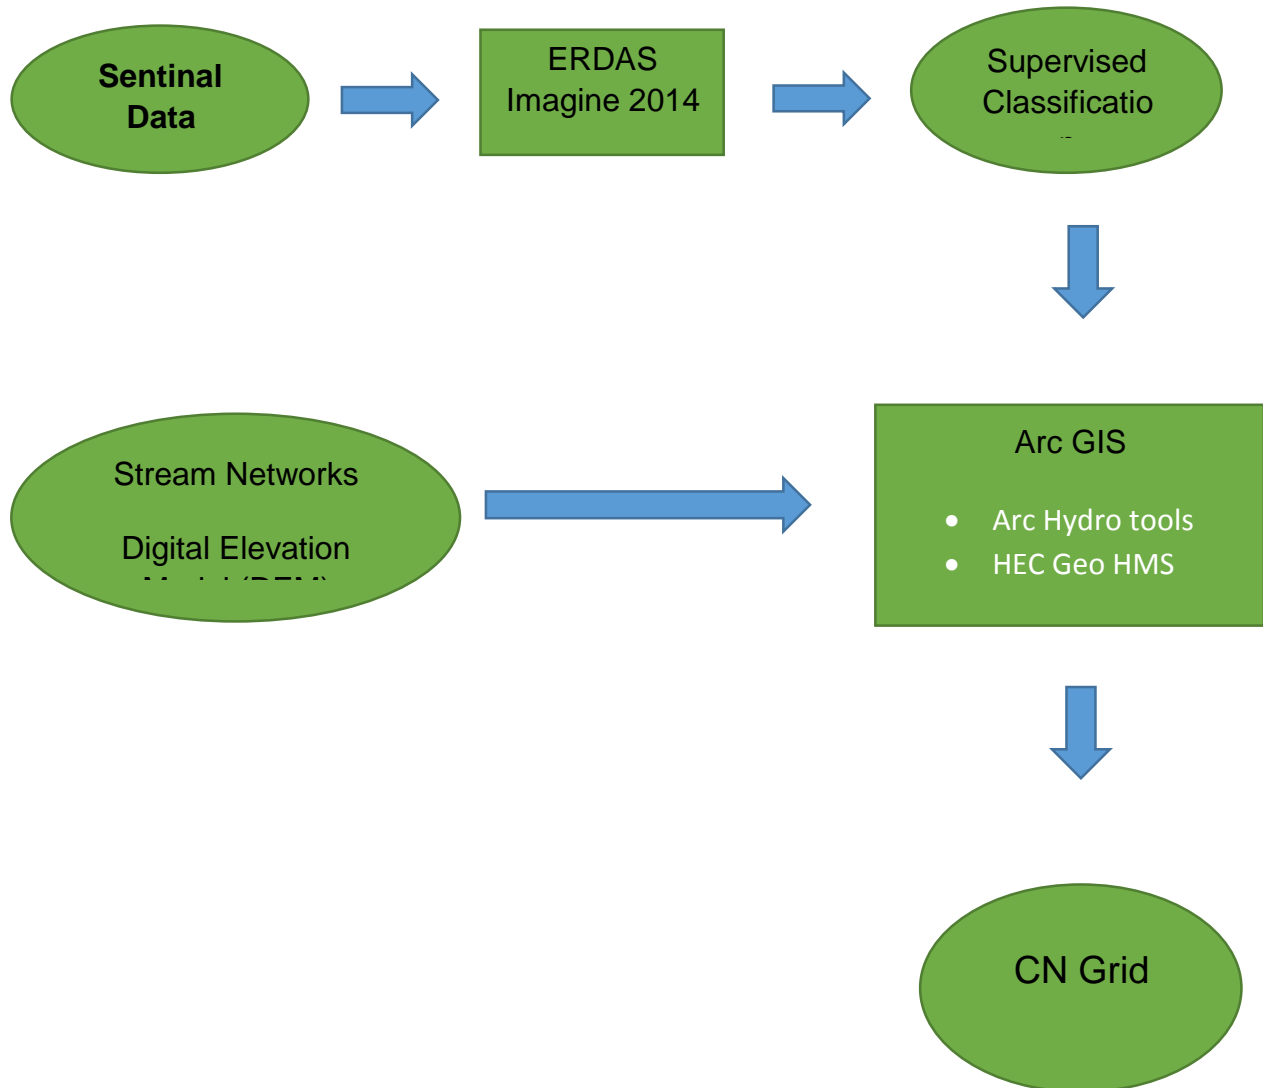 Sentinal
Data
ERDAS
Imagine 2014
Supervised
Classificatio
Stream Networks
Digital Elevation
Arc GIS
• Arc Hydro tools
• HEC Geo HMS
CN Grid